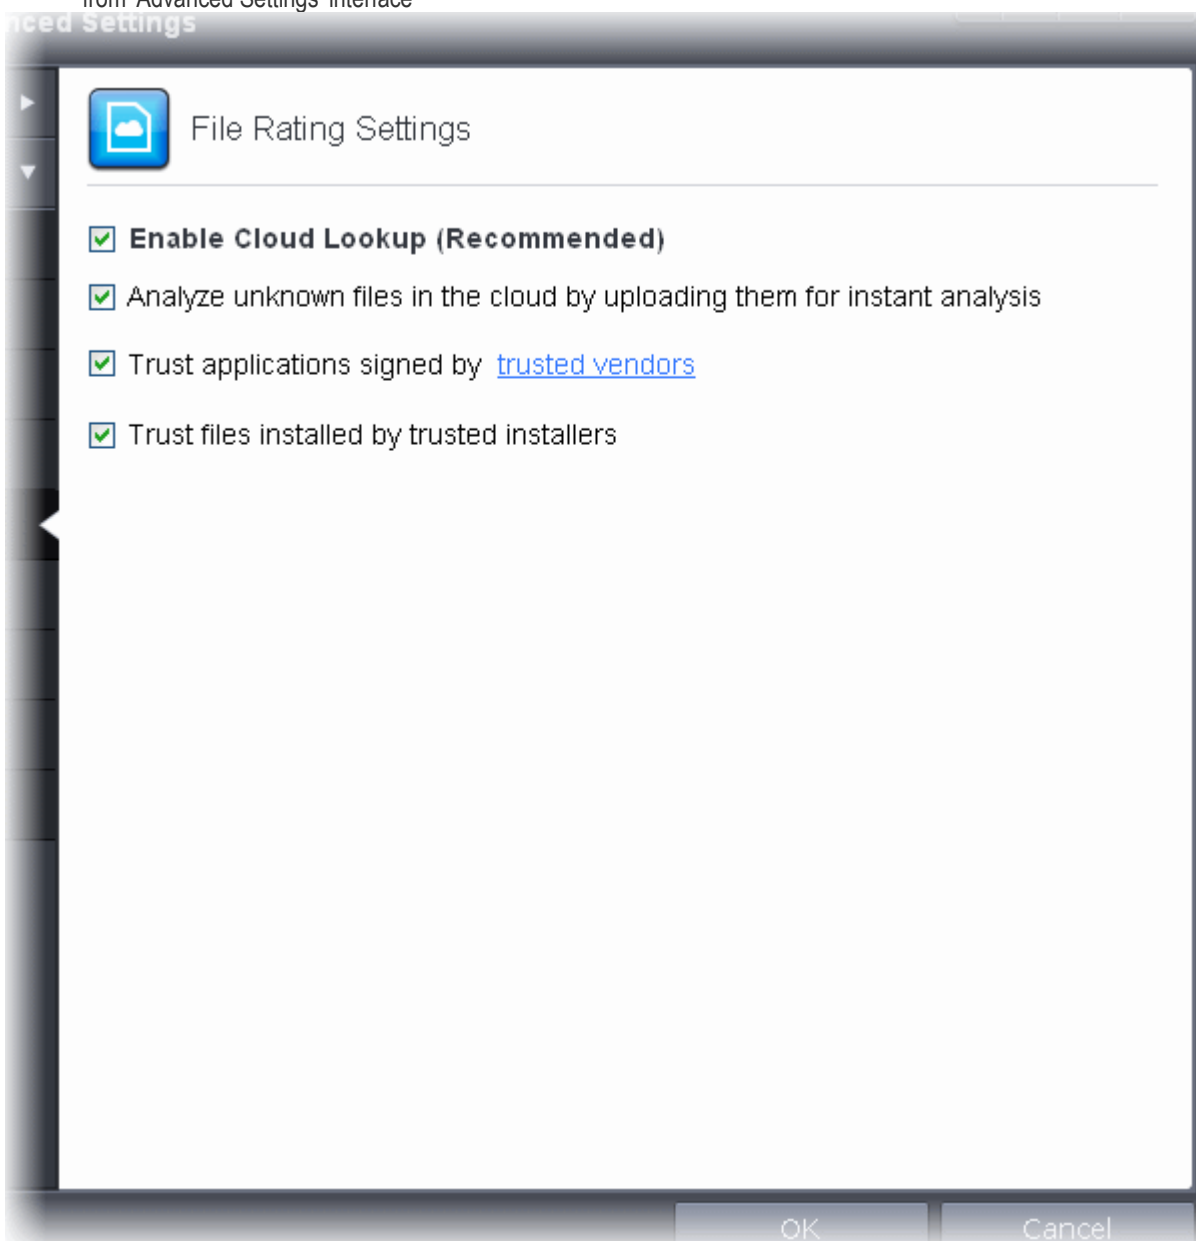 from 'Advanced Settings' interface
nced Settings
File Rating Settings
Enable Cloud Lookup (Recommended)
Analyze unknown files in the cloud by uploading them for instant analysis
Trust applications signed by trusted vendors
Trust files installed by trusted installers
OK Cancel